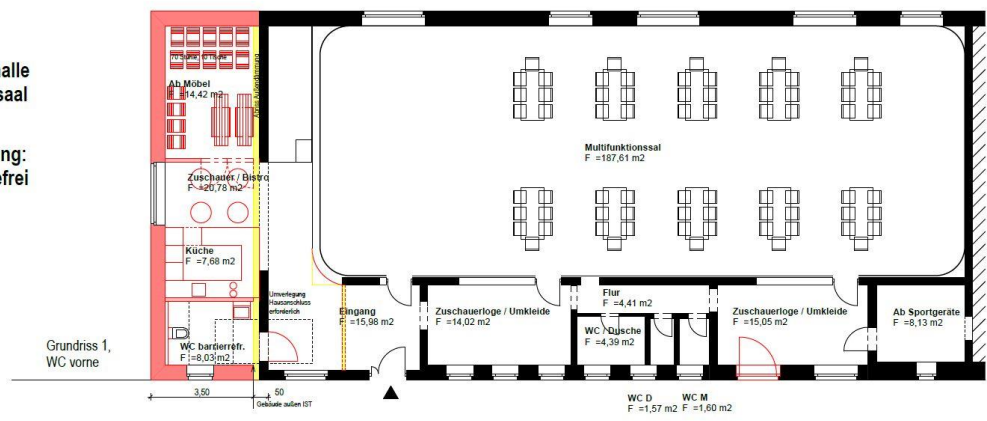 alle
saal
ng:
efrei
70 Stühle, 10 Tische
Ab Möbel
F =14,42 m2
Abriss Außendämmung
Multifunktionssal
F =187,61 m2
Zuschauer / Bistro
F =20,78 m2
Küche
F =7,68 m2
Umverlegung
Hausanschluss
erforderlich
Eingang
F =15,98 m2
Zuschauerloge / Umkleide
F =14,02 m2
Flur
F =4,41 m2
WC / Dusche
F =4,39 m2
Zuschauerloge / Umkleide
F =15,05 m2
Ab Sportgeräte
F =8,13 m2
WC barrierefr.
F =8,03 m2
Grundriss 1,
WC vorne
3,50
50
Gebäude außen IST
WC D
F =1,57 m2
WC M
F =1,60 m2